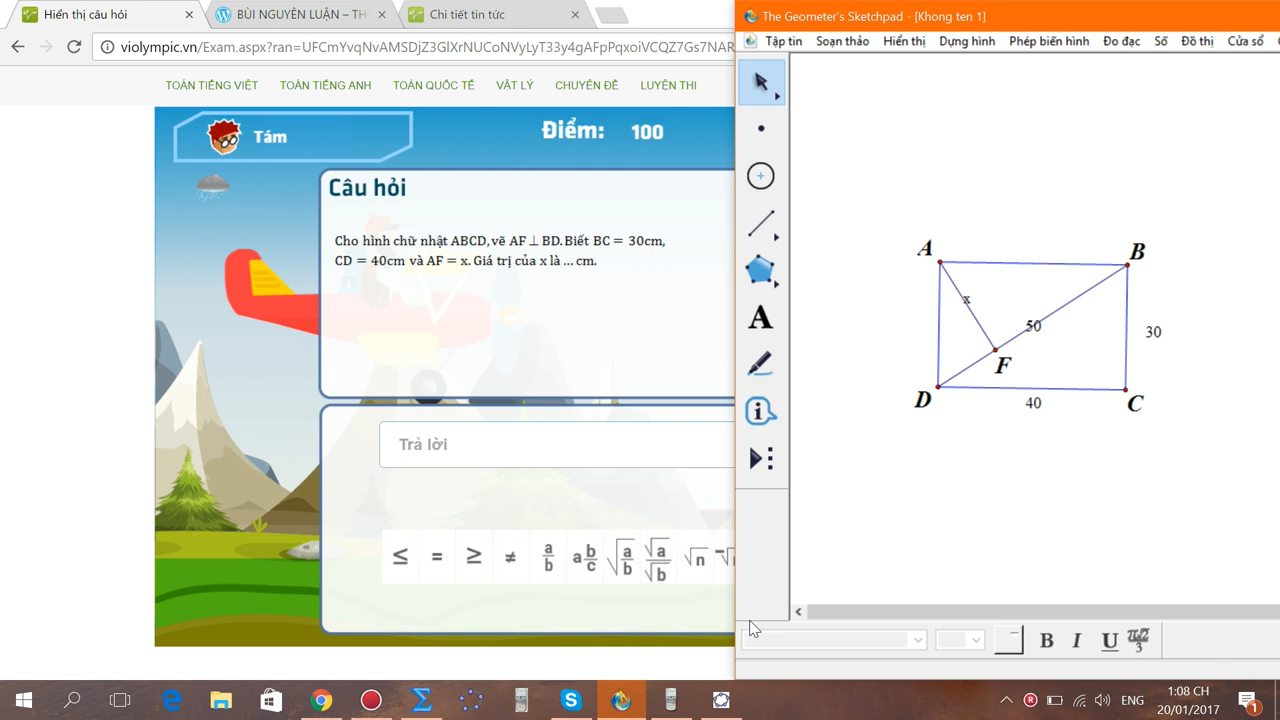 Hiển thị câu hỏi
BÙI NGUYÊN LUẬN – TH
Chi tiết tin tức
violympic.vn/Exam.aspx?ran=UFCmYvqNvAMSDjZ3GlXrNUCoNVyLyT33y4gAFpPqxoiVCQZ7Gs7NAR
TOÁN TIẾNG VIỆT TOÁN TIẾNG ANH TOÁN QUỐC TẾ VẬT LÝ CHUYÊN ĐỀ LUYỆN THI
Tám
Điểm: 100
Câu hỏi
Cho hình chữ nhật ABCD, vẽ AF ⊥ BD. Biết BC = 30cm,
CD = 40cm và AF = x. Giá trị của x là ... cm.
Trả lời
≤ = ≥ ≠ a/b a b/c √a/b √a/√b √n
The Geometer's Sketchpad - [Khong ten 1]
Tập tin Soạn thảo Hiển thị Dựng hình Phép biến hình Đo đạc Số Đồ thị Cửa sổ
A
A B
x
50
30
F
D C
40
B I U
ENG
1:08 CH
20/01/2017
1